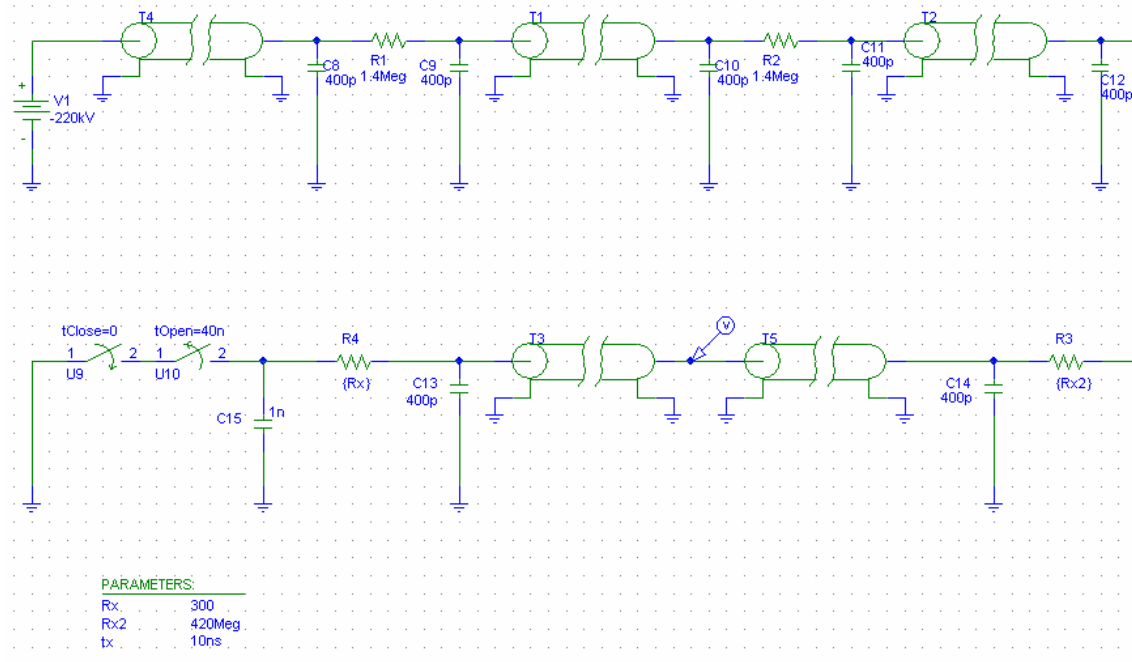 T4
T1
T2
C8
400p
R1
1.4Meg
C9
400p
C10
400p
R2
1.4Meg
C11
400p
C12
400p
+
V1
-220kV
-
tClose=0
tOpen=40n
1
2
1
2
U9
U10
R4
{Rx}
C13
400p
T3
V
T5
C14
400p
R3
{Rx2}
C15
1n
PARAMETERS:
Rx 300
Rx2 420Meg
tx 10ns